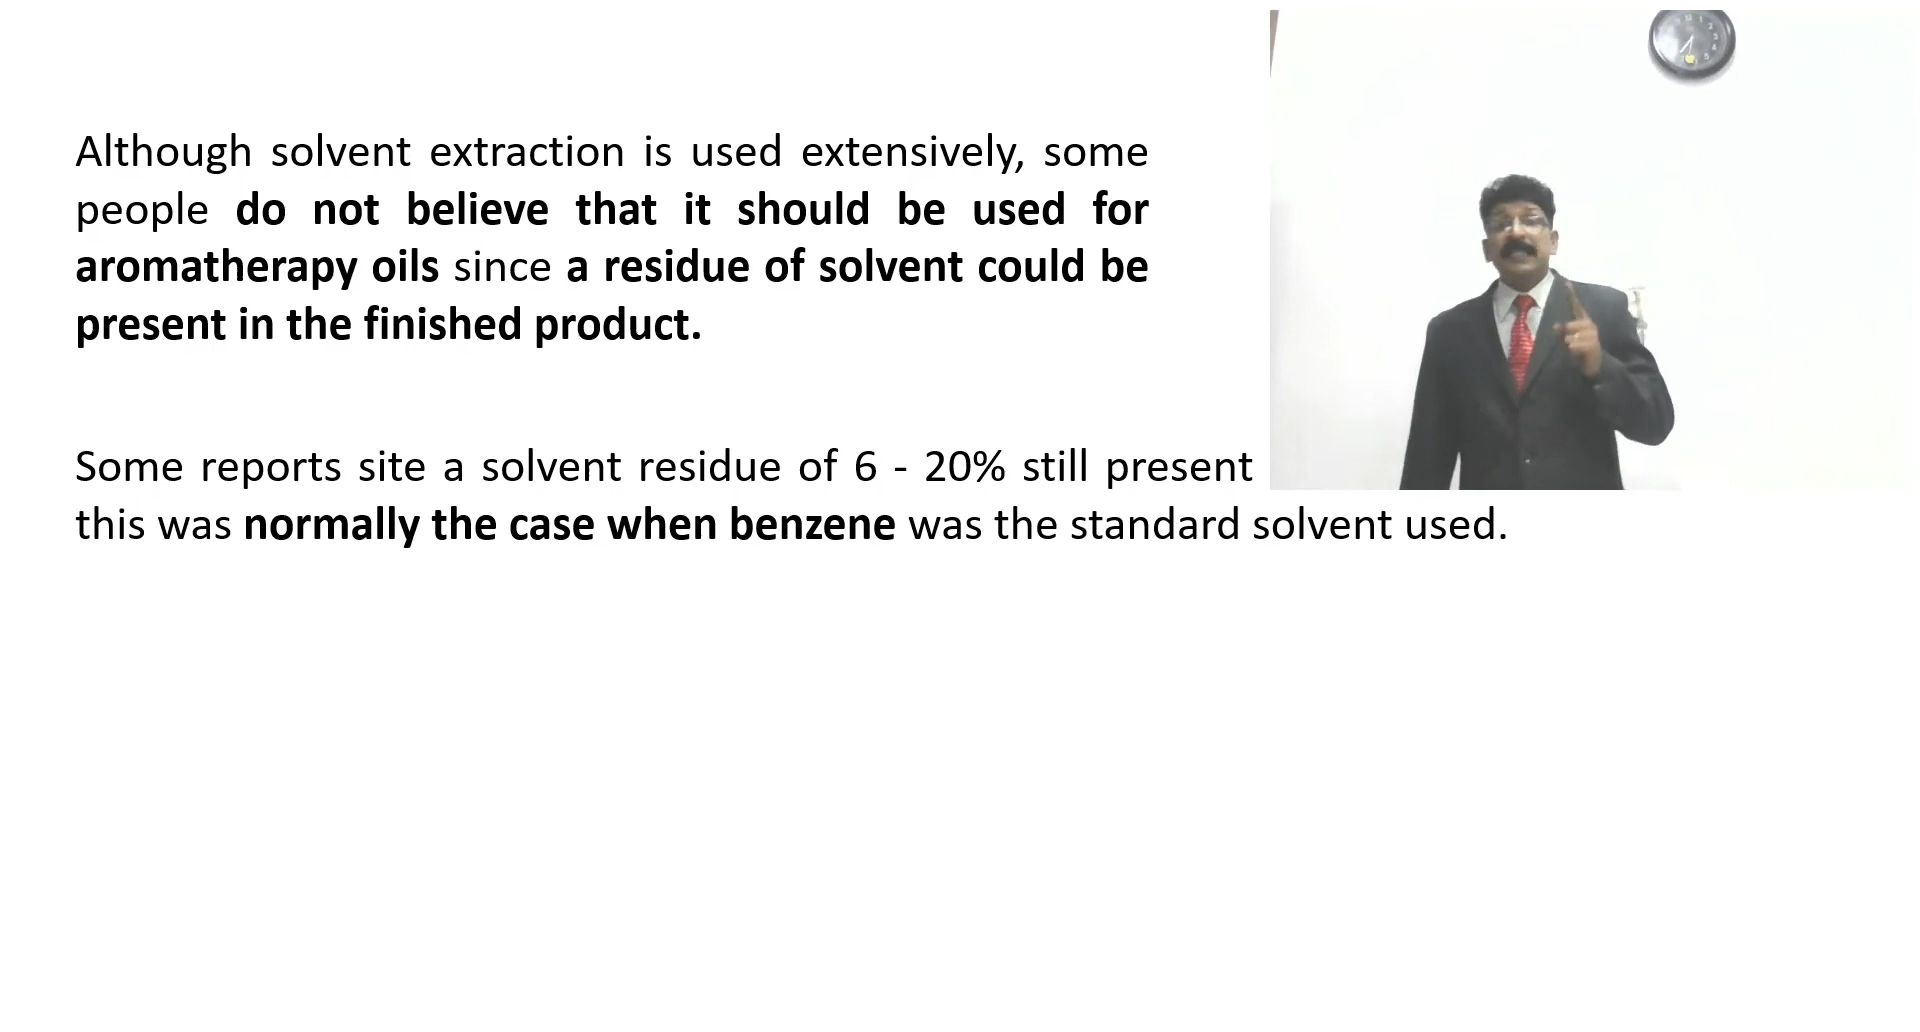 Although solvent extraction is used extensively, some
people do not believe that it should be used for
aromatherapy oils since a residue of solvent could be
present in the finished product.
Some reports site a solvent residue of 6 - 20% still present
this was normally the case when benzene was the standard solvent used.